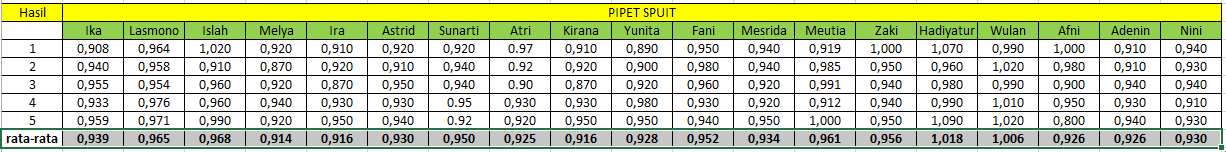 Hasil PIPET SPUIT
Ika Lasmono Islah Melya Ira Astrid Sunarti Atri Kirana Yunita Fani Mesrida Meutia Zaki Hadiyatur Wulan Afni Adenin Nini
1 0,908 0,964 1,020 0,920 0,910 0,920 0,920 0.97 0,910 0,890 0,950 0,940 0,919 1,000 1,070 0,990 1,000 0,910 0,940
2 0,940 0,958 0,910 0,870 0,920 0,910 0,940 0.92 0,920 0,900 0,980 0,940 0,985 0,950 0,960 1,020 0,980 0,910 0,930
3 0,955 0,954 0,960 0,920 0,870 0,950 0,940 0.90 0,870 0,920 0,960 0,920 0,991 0,940 0,980 0,990 0,900 0,940 0,940
4 0,933 0,976 0,960 0,940 0,930 0,930 0.95 0,930 0,930 0,980 0,930 0,920 0,912 0,940 0,990 1,010 0,950 0,930 0,910
5 0,959 0,971 0,990 0,920 0,950 0,940 0.92 0,920 0,950 0,950 0,940 0,950 1,000 0,950 1,090 1,020 0,800 0,940 0,930
rata-rata 0,939 0,965 0,968 0,914 0,916 0,930 0,950 0,925 0,916 0,928 0,952 0,934 0,961 0,956 1,018 1,006 0,926 0,926 0,930